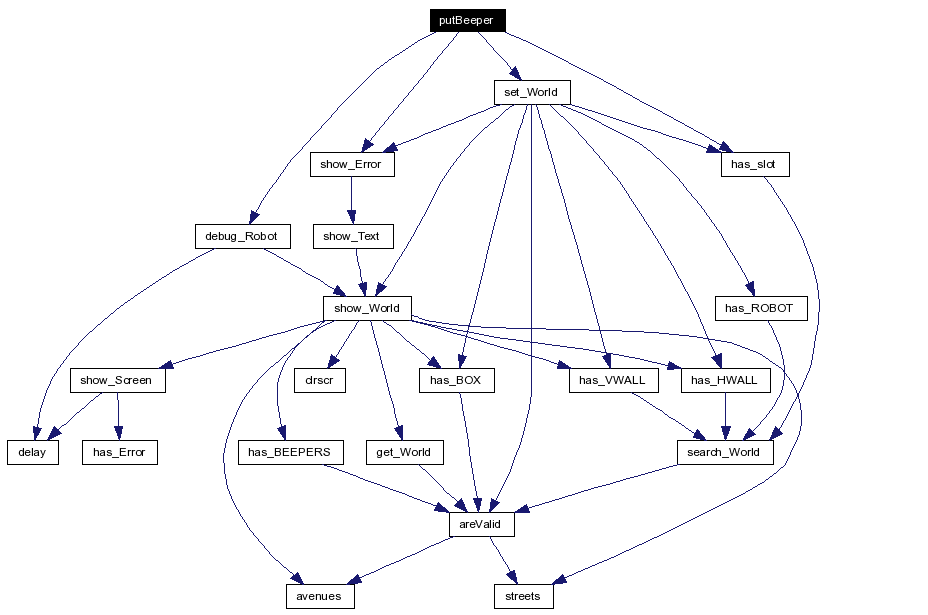 putBeeper
set_World
show_Error
has_slot
debug_Robot
show_Text
show_World
has_ROBOT
show_Screen
clrscr
has_BOX
has_VWALL
has_HWALL
delay
has_Error
has_BEEPERS
get_World
search_World
areValid
avenues
streets